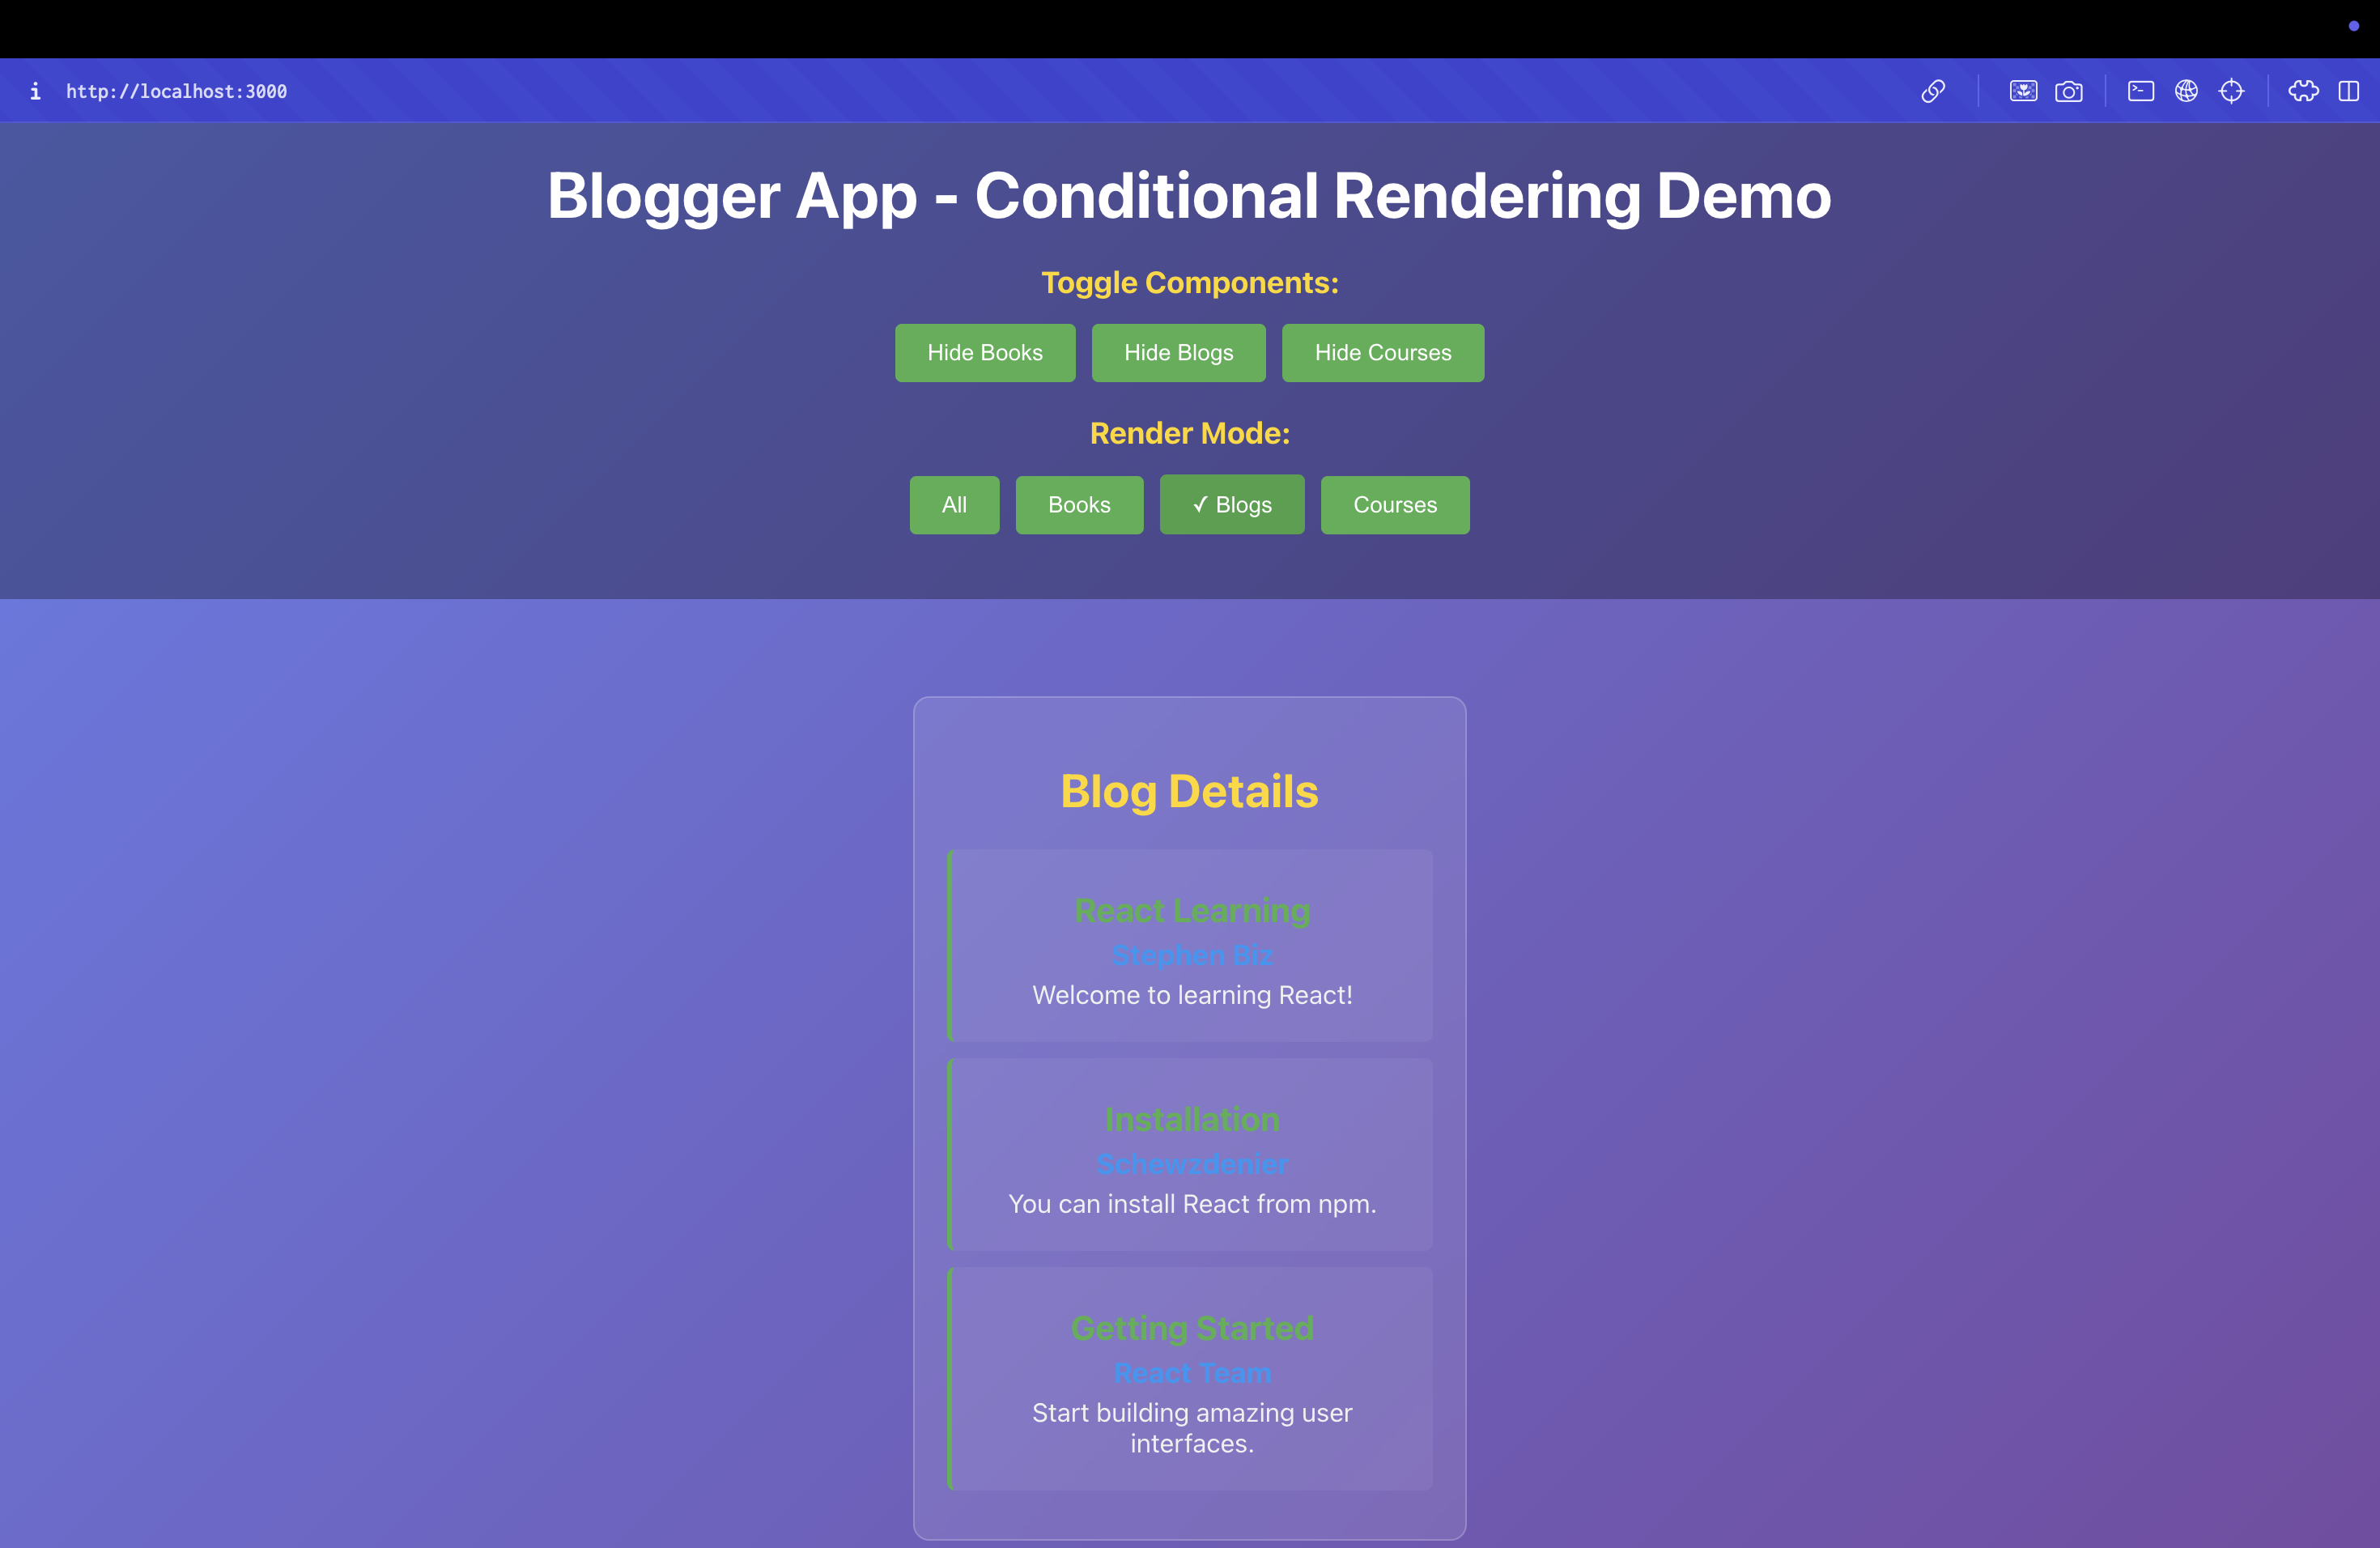 http://localhost:3000
Blogger App - Conditional Rendering Demo
Toggle Components:
Hide Books Hide Blogs Hide Courses
Render Mode:
All Books ✓ Blogs Courses
Blog Details
React Learning
Stephen Biz
Welcome to learning React!
Installation
Schewzdenier
You can install React from npm.
Getting Started
React Team
Start building amazing user
interfaces.